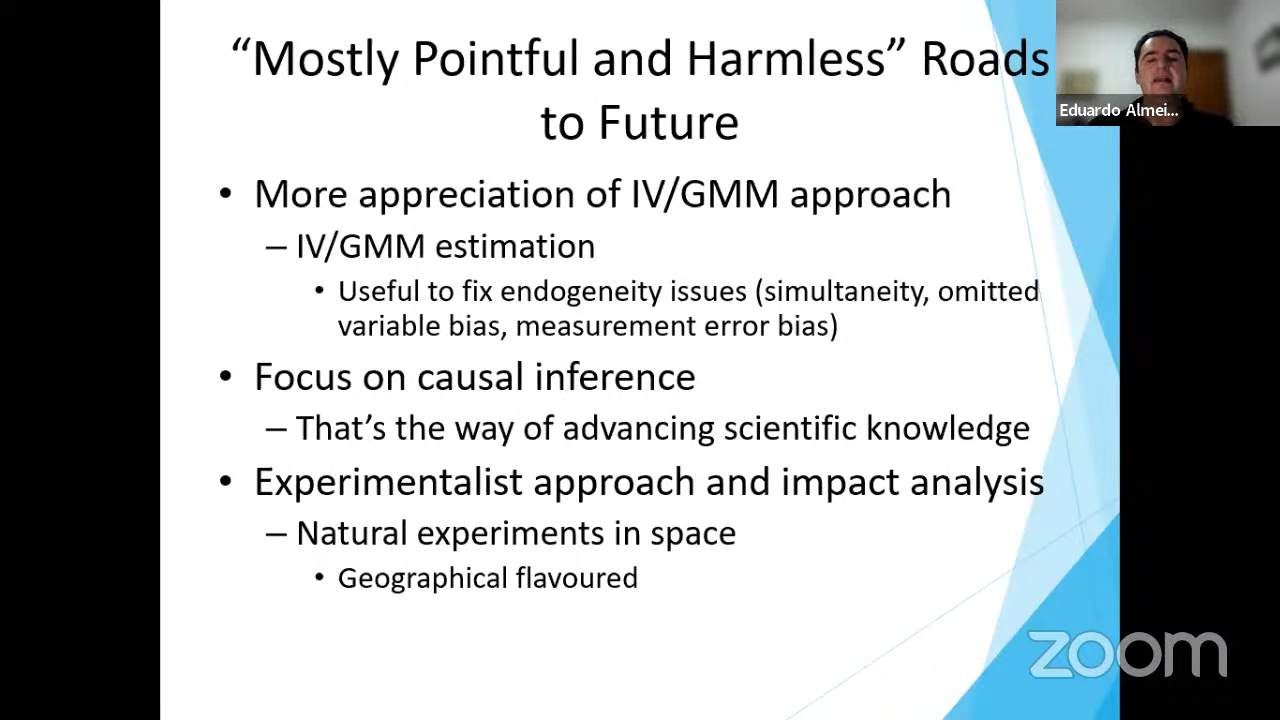 “Mostly Pointful and Harmless” Roads
to Future
Eduardo Almei...
• More appreciation of IV/GMM approach
– IV/GMM estimation
• Useful to fix endogeneity issues (simultaneity, omitted
variable bias, measurement error bias)
• Focus on causal inference
– That’s the way of advancing scientific knowledge
• Experimentalist approach and impact analysis
– Natural experiments in space
• Geographical flavoured
zoom